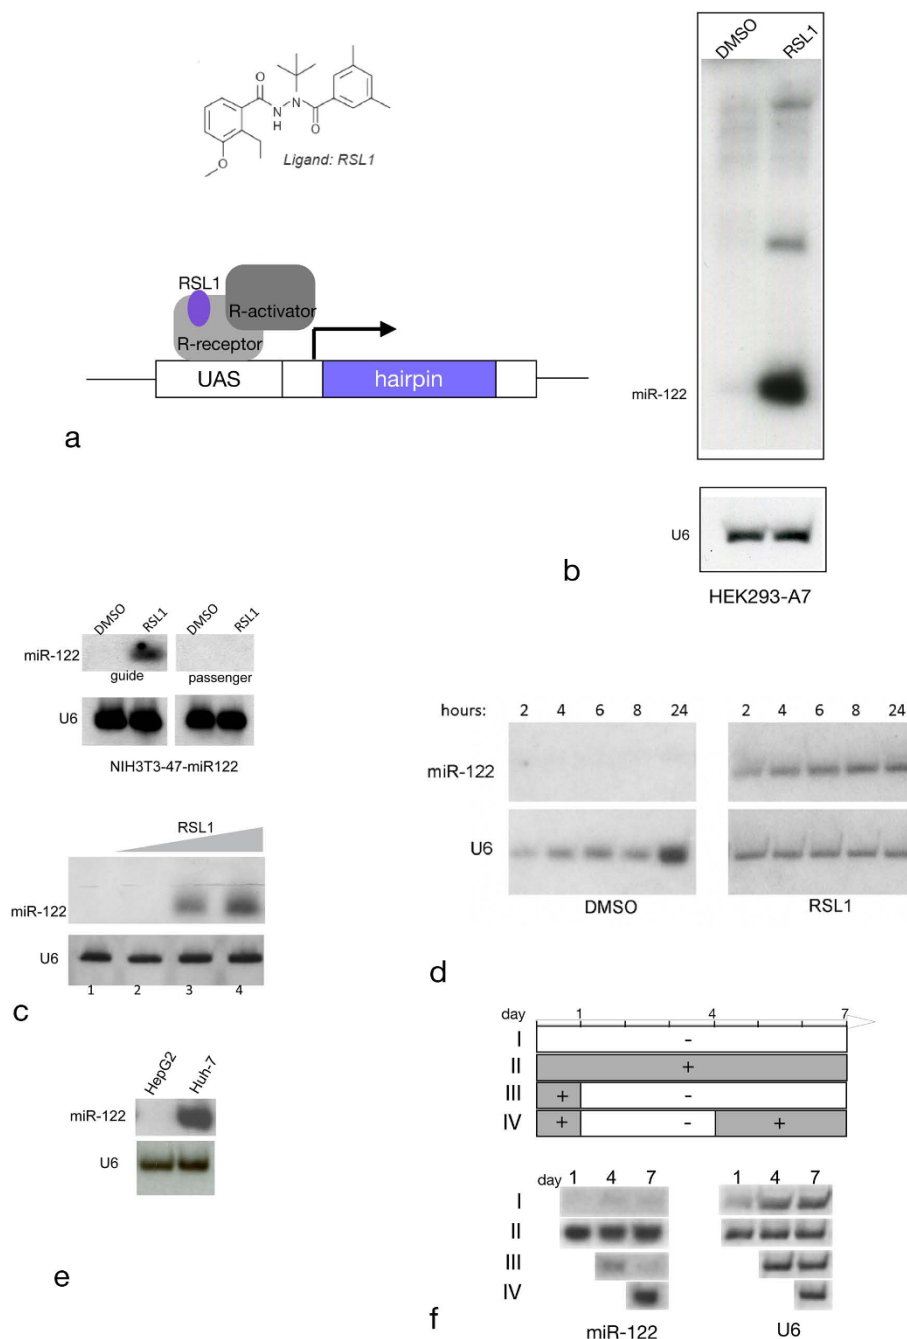 O
N
N
H
O
O
Ligand: RSL1
RSL1
R-activator
R-receptor
UAS
hairpin
a
DMSO
RSL1
miR-122
U6
HEK293-A7
b
DMSO
RSL1
DMSO
RSL1
miR-122
guide
passenger
U6
NIH3T3-47-miR122
RSL1
miR-122
U6
1 2 3 4
c
hours: 2 4 6 8 24 2 4 6 8 24
miR-122
U6
DMSO RSL1
d
HepG2
Huh-7
miR-122
U6
e
day 1 4 7
I -
II +
III + -
IV + - +
day 1 4 7 1 4 7
I
II
III
IV
miR-122 U6
f